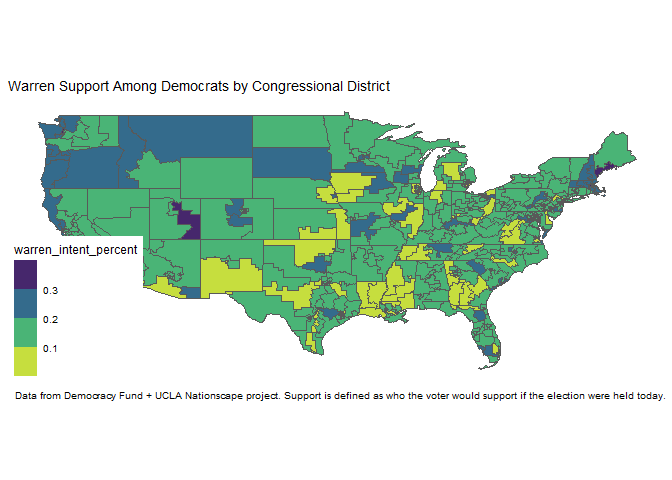 Warren Support Among Democrats by Congressional District
warren_intent_percent
0.3
0.2
0.1
Data from Democracy Fund + UCLA Nationscape project. Support is defined as who the voter would support if the election were held today.